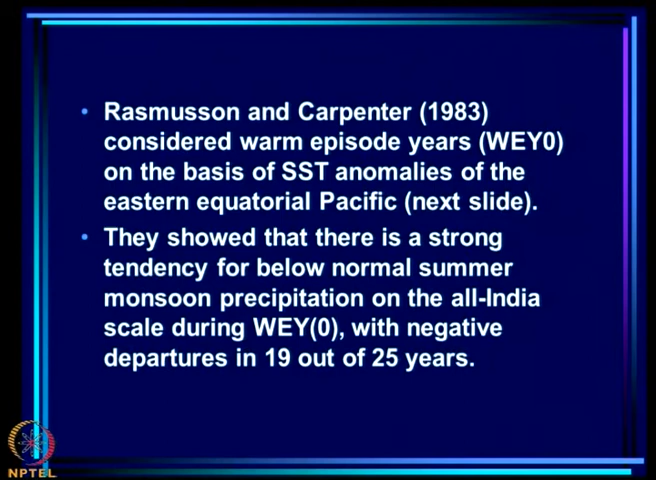 • Rasmusson and Carpenter (1983)
considered warm episode years (WEY0)
on the basis of SST anomalies of the
eastern equatorial Pacific (next slide).
• They showed that there is a strong
tendency for below normal summer
monsoon precipitation on the all-India
scale during WEY(0), with negative
departures in 19 out of 25 years.
NPTEL